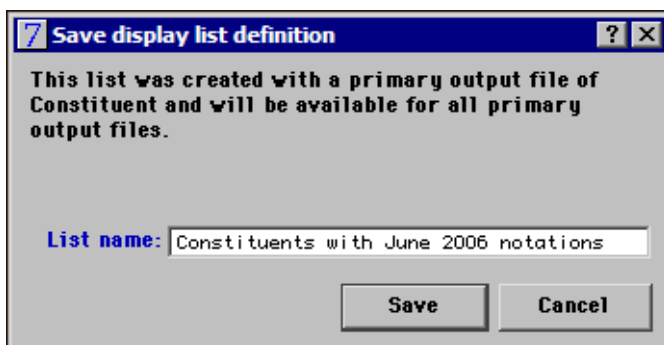 7 Save display list definition ? X
This list was created with a primary output file of
Constituent and will be available for all primary
output files.
List name: Constituents with June 2006 notations
Save Cancel